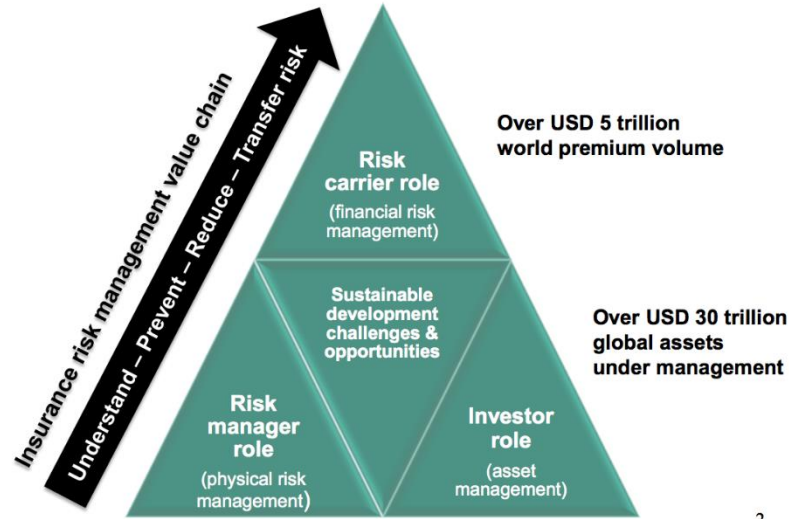 Insurance risk management value chain
Understand – Prevent – Reduce – Transfer risk
Risk
carrier role
(financial risk
management)
Over USD 5 trillion
world premium volume
Sustainable
development
challenges &
opportunities
Over USD 30 trillion
global assets
under management
Risk
manager
role
(physical risk
management)
Investor
role
(asset
management)